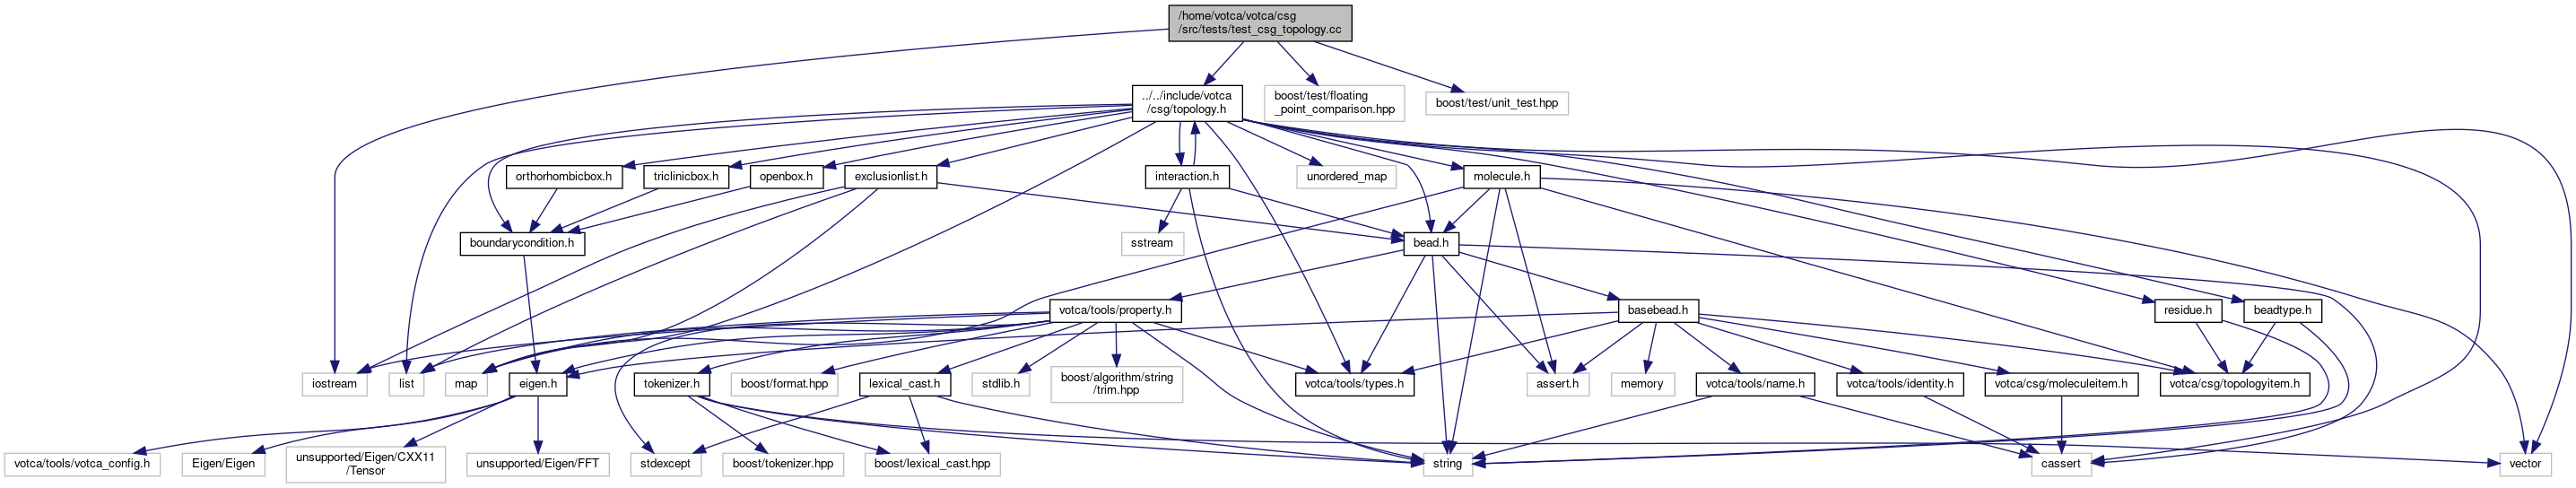 /home/votca/votca/csg
/src/tests/test_csg_topology.cc
../../include/votca
/csg/topology.h
boost/test/floating
_point_comparison.hpp
boost/test/unit_test.hpp
orthorhombicbox.h
triclinicbox.h
openbox.h
exclusionlist.h
interaction.h
unordered_map
molecule.h
boundarycondition.h
sstream
bead.h
votca/tools/property.h
basebead.h
residue.h
beadtype.h
iostream
list
map
eigen.h
tokenizer.h
boost/format.hpp
lexical_cast.h
stdlib.h
boost/algorithm/string
/trim.hpp
votca/tools/types.h
assert.h
memory
votca/tools/name.h
votca/tools/identity.h
votca/csg/moleculeitem.h
votca/csg/topologyitem.h
votca/tools/votca_config.h
Eigen/Eigen
unsupported/Eigen/CXX11
/Tensor
unsupported/Eigen/FFT
stdexcept
boost/tokenizer.hpp
boost/lexical_cast.hpp
string
cassert
vector